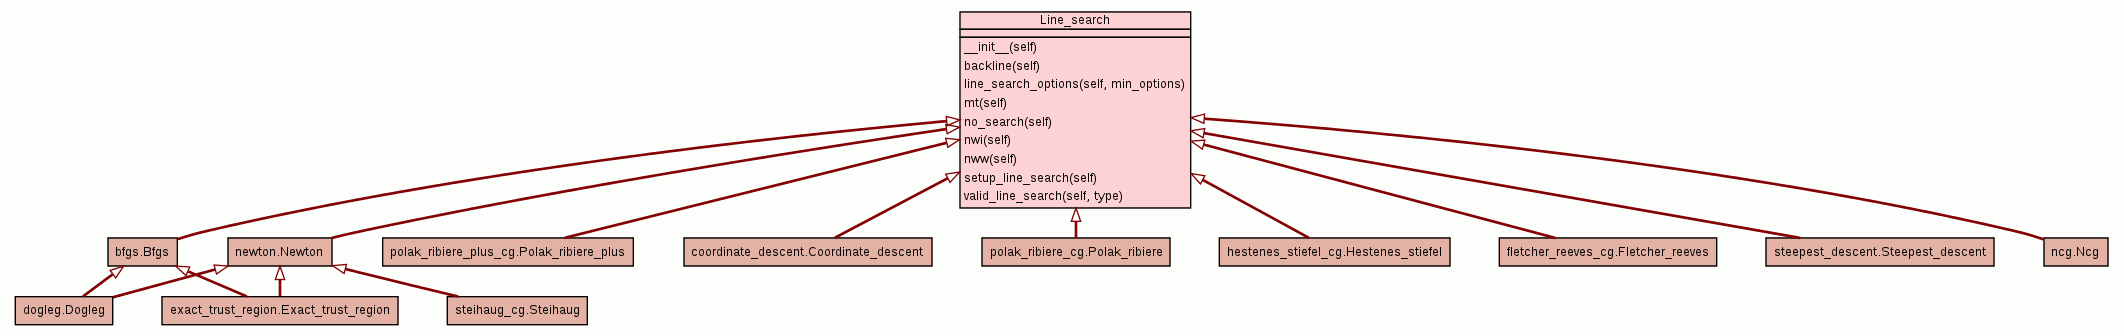 Line_search
__init__(self)
backline(self)
line_search_options(self, min_options)
mt(self)
no_search(self)
nwi(self)
nww(self)
setup_line_search(self)
valid_line_search(self, type)
bfgs.Bfgs
newton.Newton
polak_ribiere_plus_cg.Polak_ribiere_plus
coordinate_descent.Coordinate_descent
polak_ribiere_cg.Polak_ribiere
hestenes_stiefel_cg.Hestenes_stiefel
fletcher_reeves_cg.Fletcher_reeves
steepest_descent.Steepest_descent
ncg.Ncg
dogleg.Dogleg
exact_trust_region.Exact_trust_region
steihaug_cg.Steihaug